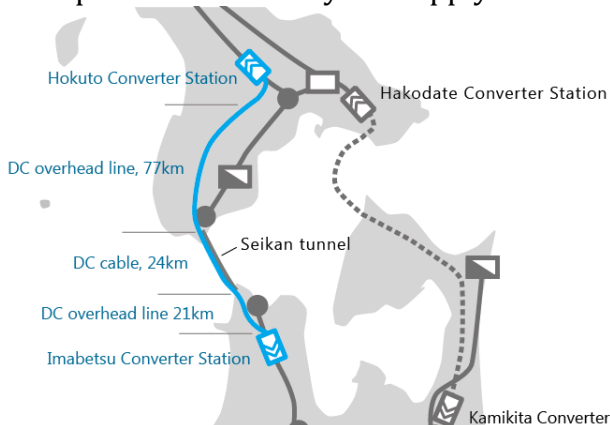 Hokuto Converter Station
Hakodate Converter Station
DC overhead line, 77km
Seikan tunnel
DC cable, 24km
DC overhead line 21km
Imabetsu Converter Station
Kamikita Converter